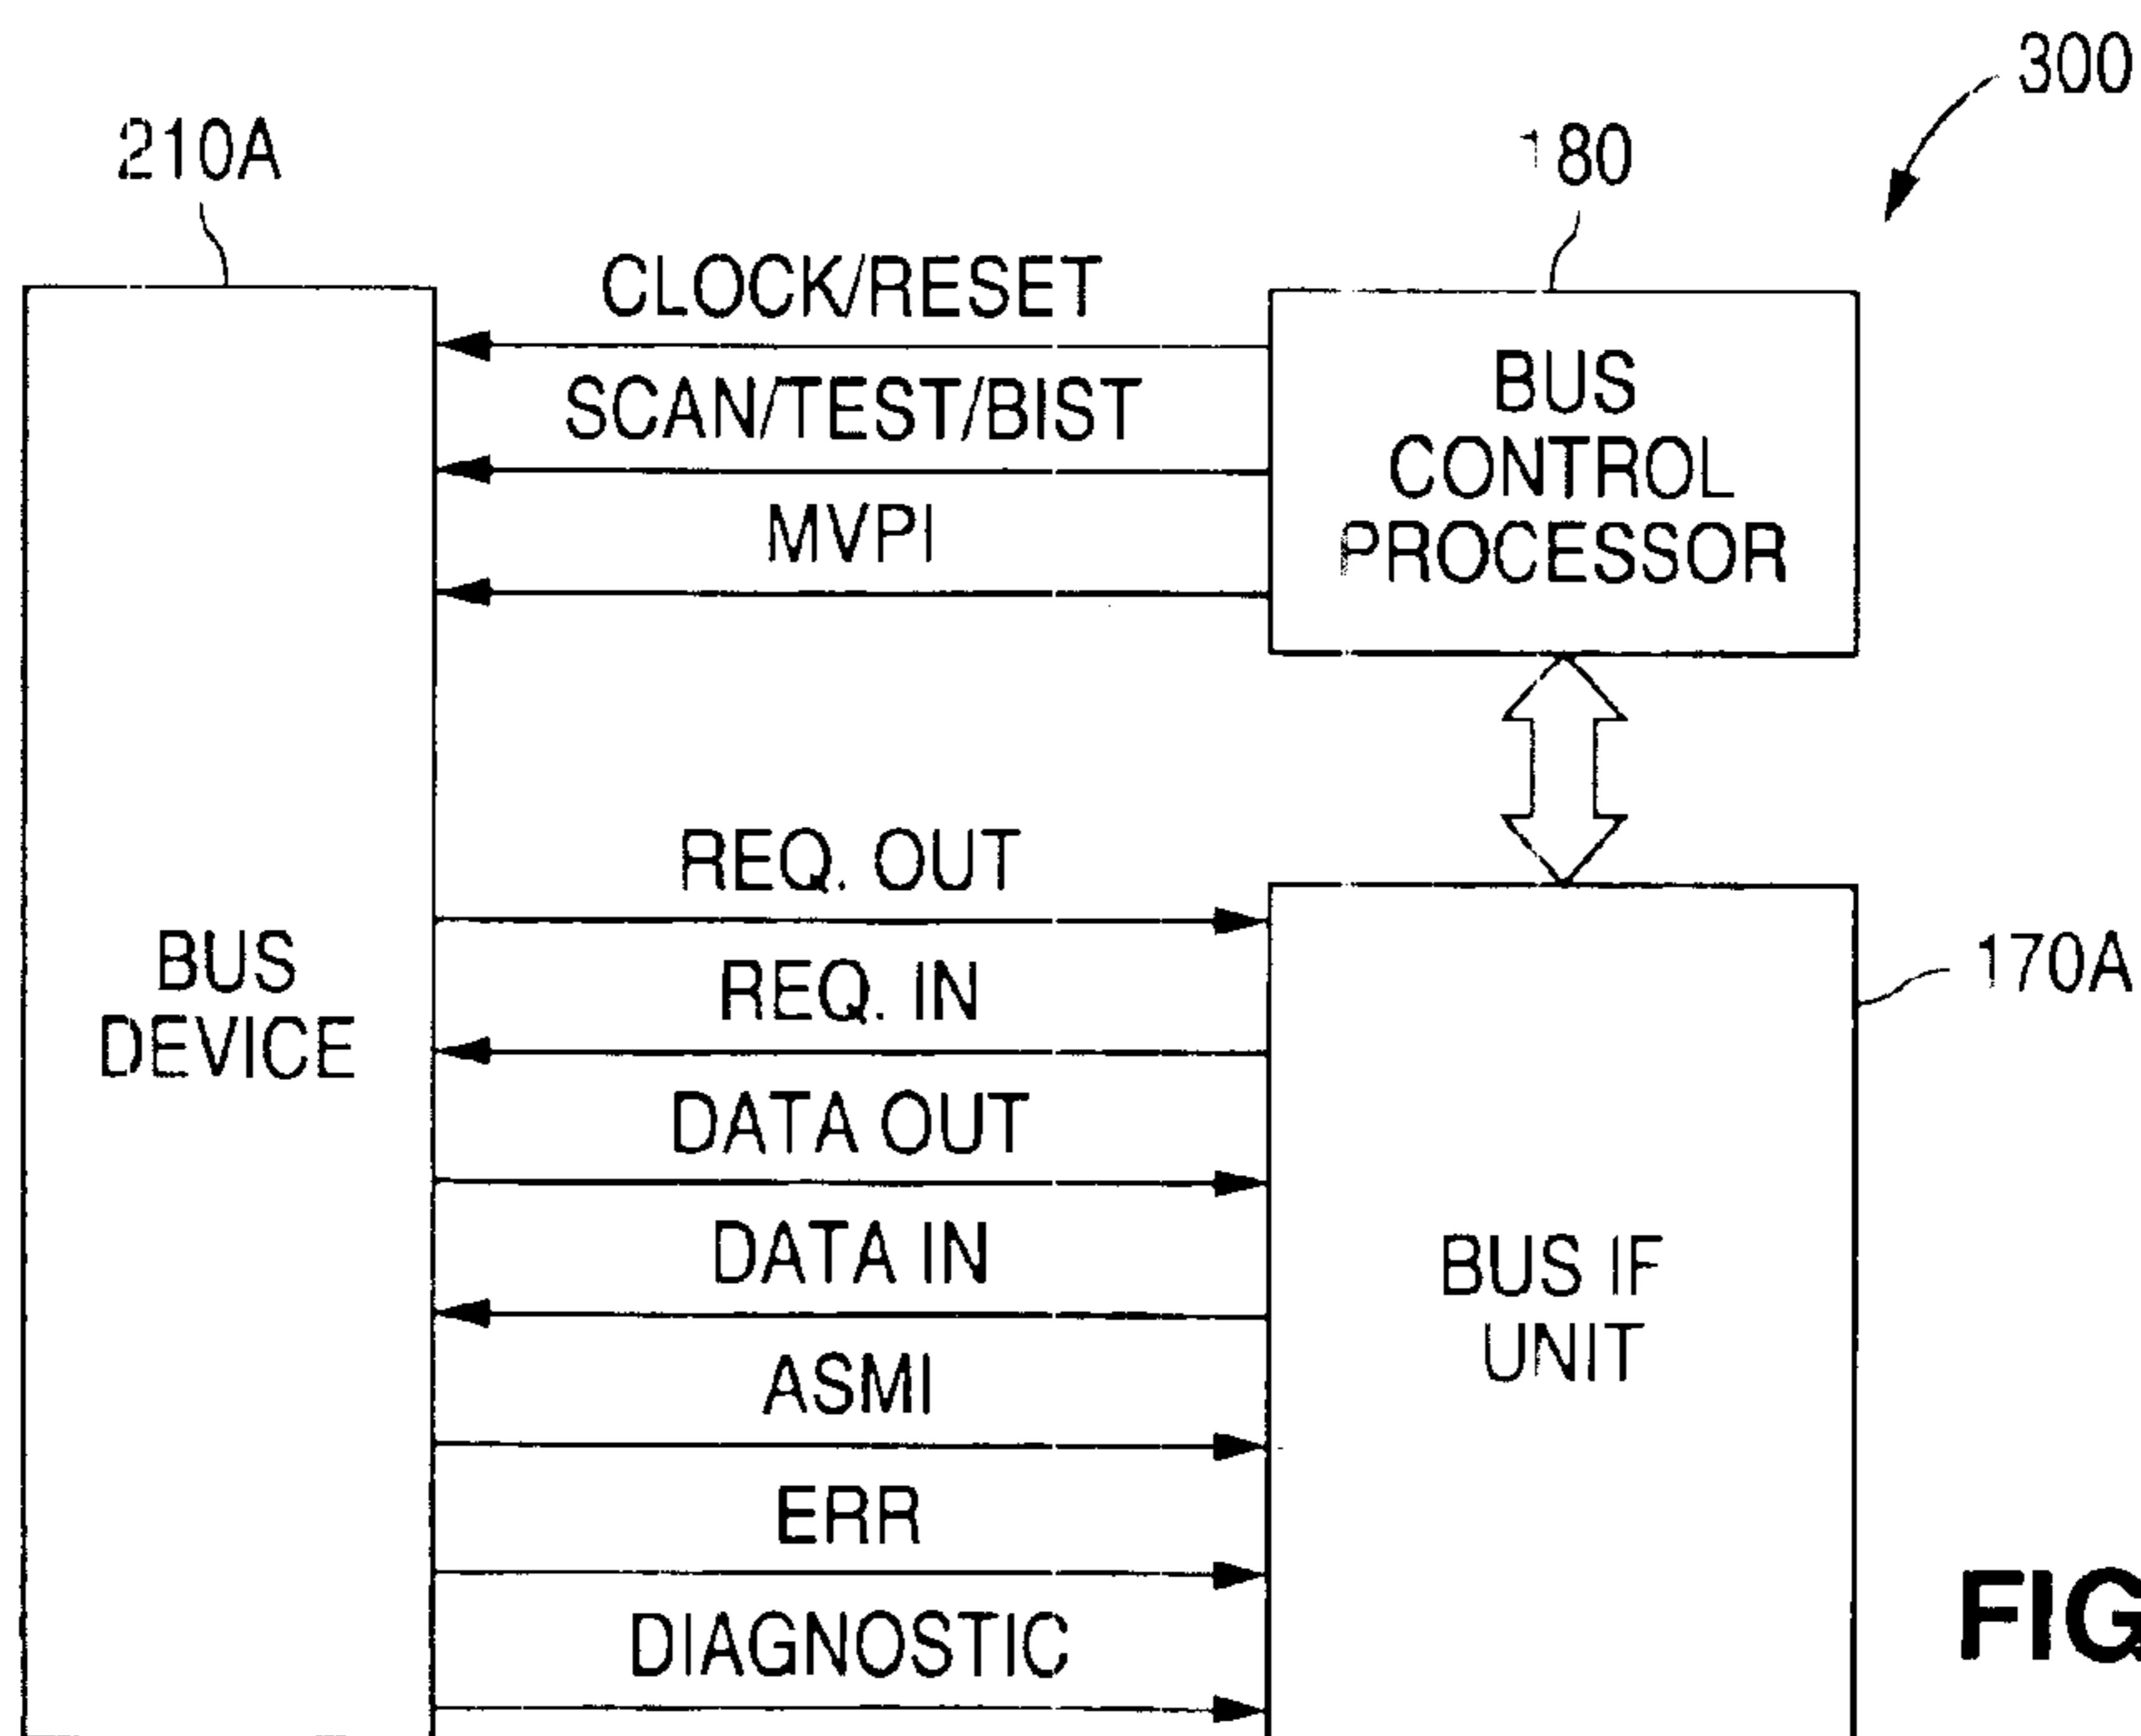 300
210A
180
CLOCK/RESET
SCAN/TEST/BIST
MVPI
BUS
CONTROL
PROCESSOR
REQ. OUT
REQ. IN
DATA OUT
DATA IN
ASMI
ERR
DIAGNOSTIC
BUS
DEVICE
170A
BUS IF
UNIT
FIG